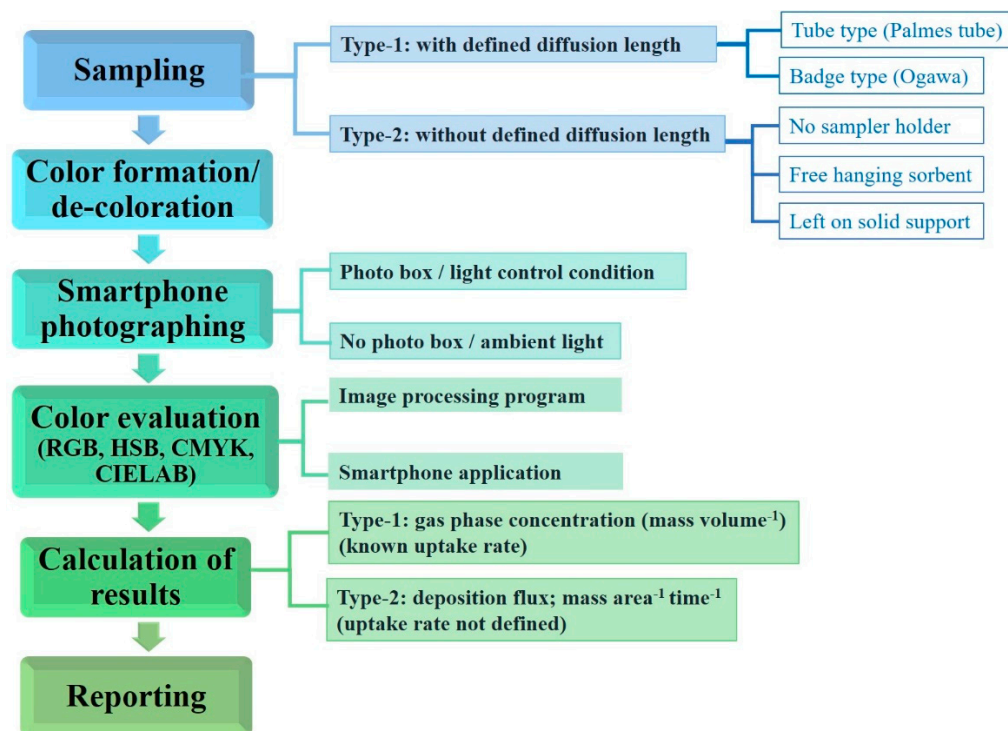 Sampling
Type-1: with defined diffusion length
Tube type (Palmes tube)
Badge type (Ogawa)
Type-2: without defined diffusion length
No sampler holder
Free hanging sorbent
Left on solid support
Color formation/
de-coloration
Smartphone
photographing
Photo box / light control condition
No photo box / ambient light
Color evaluation
(RGB, HSB, CMYK,
CIELAB)
Image processing program
Smartphone application
Calculation of
results
Type-1: gas phase concentration (mass volume⁻¹)
(known uptake rate)
Type-2: deposition flux; mass area⁻¹ time⁻¹
(uptake rate not defined)
Reporting